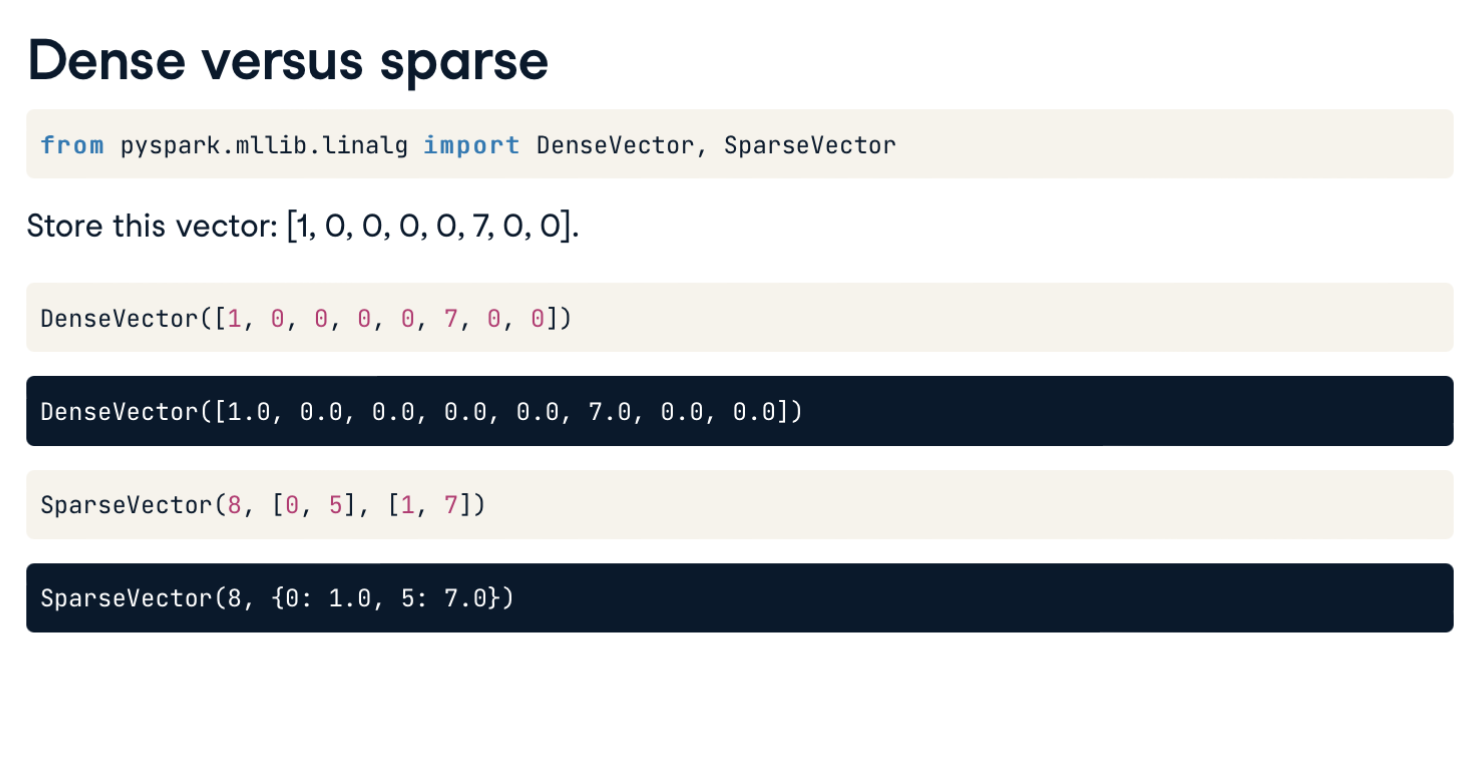 Dense versus sparse
from pyspark.mllib.linalg import DenseVector, SparseVector
Store this vector: [1, 0, 0, 0, 0, 7, 0, 0].
DenseVector([1, 0, 0, 0, 0, 7, 0, 0])
DenseVector([1.0, 0.0, 0.0, 0.0, 0.0, 7.0, 0.0, 0.0])
SparseVector(8, [0, 5], [1, 7])
SparseVector(8, {0: 1.0, 5: 7.0})